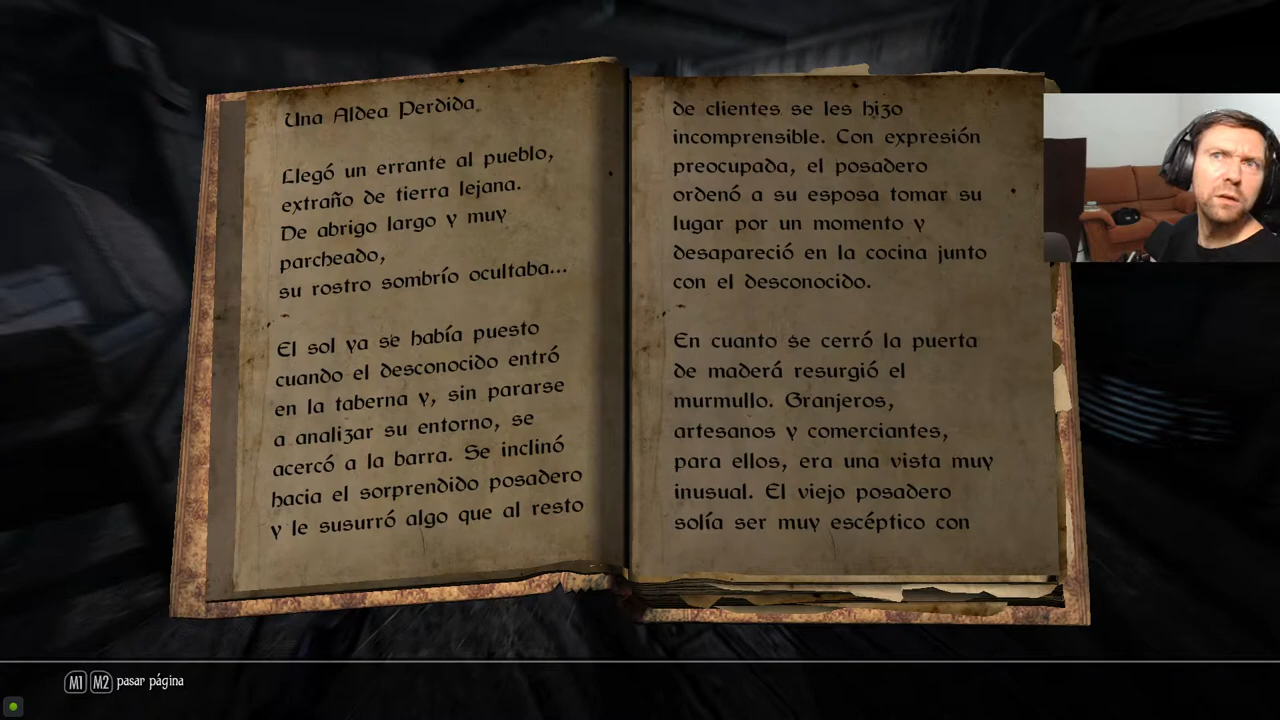 Una Aldea Perdida
Llegó un errante al pueblo,
extraño de tierra lejana.
De abrigo largo y muy
parcheado,
su rostro sombrío ocultaba...
~
El sol ya se había puesto
cuando el desconocido entró
en la taberna y, sin pararse
a analizar su entorno, se
acercó a la barra. Se inclinó
hacia el sorprendido posadero
y le susurró algo que al resto
de clientes se les hizo
incomprensible. Con expresión
preocupada, el posadero
ordenó a su esposa tomar su
lugar por un momento y
desapareció en la cocina junto
con el desconocido.
~
En cuanto se cerró la puerta
de maderá resurgió el
murmullo. Granjeros,
artesanos y comerciantes,
para ellos, era una vista muy
inusual. El viejo posadero
solía ser muy escéptico con
M1 M2 pasar página